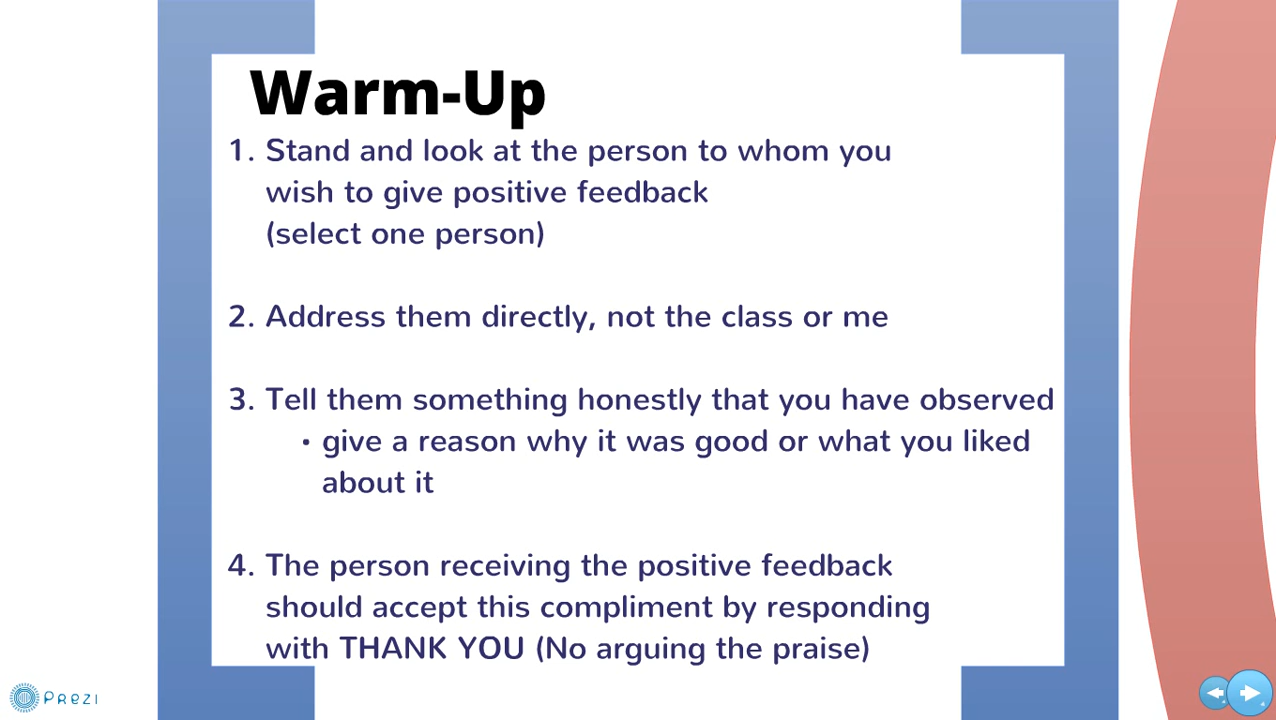 Warm-Up
1. Stand and look at the person to whom you
wish to give positive feedback
(select one person)
2. Address them directly, not the class or me
3. Tell them something honestly that you have observed
• give a reason why it was good or what you liked
about it
4. The person receiving the positive feedback
should accept this compliment by responding
with THANK YOU (No arguing the praise)
PREZI